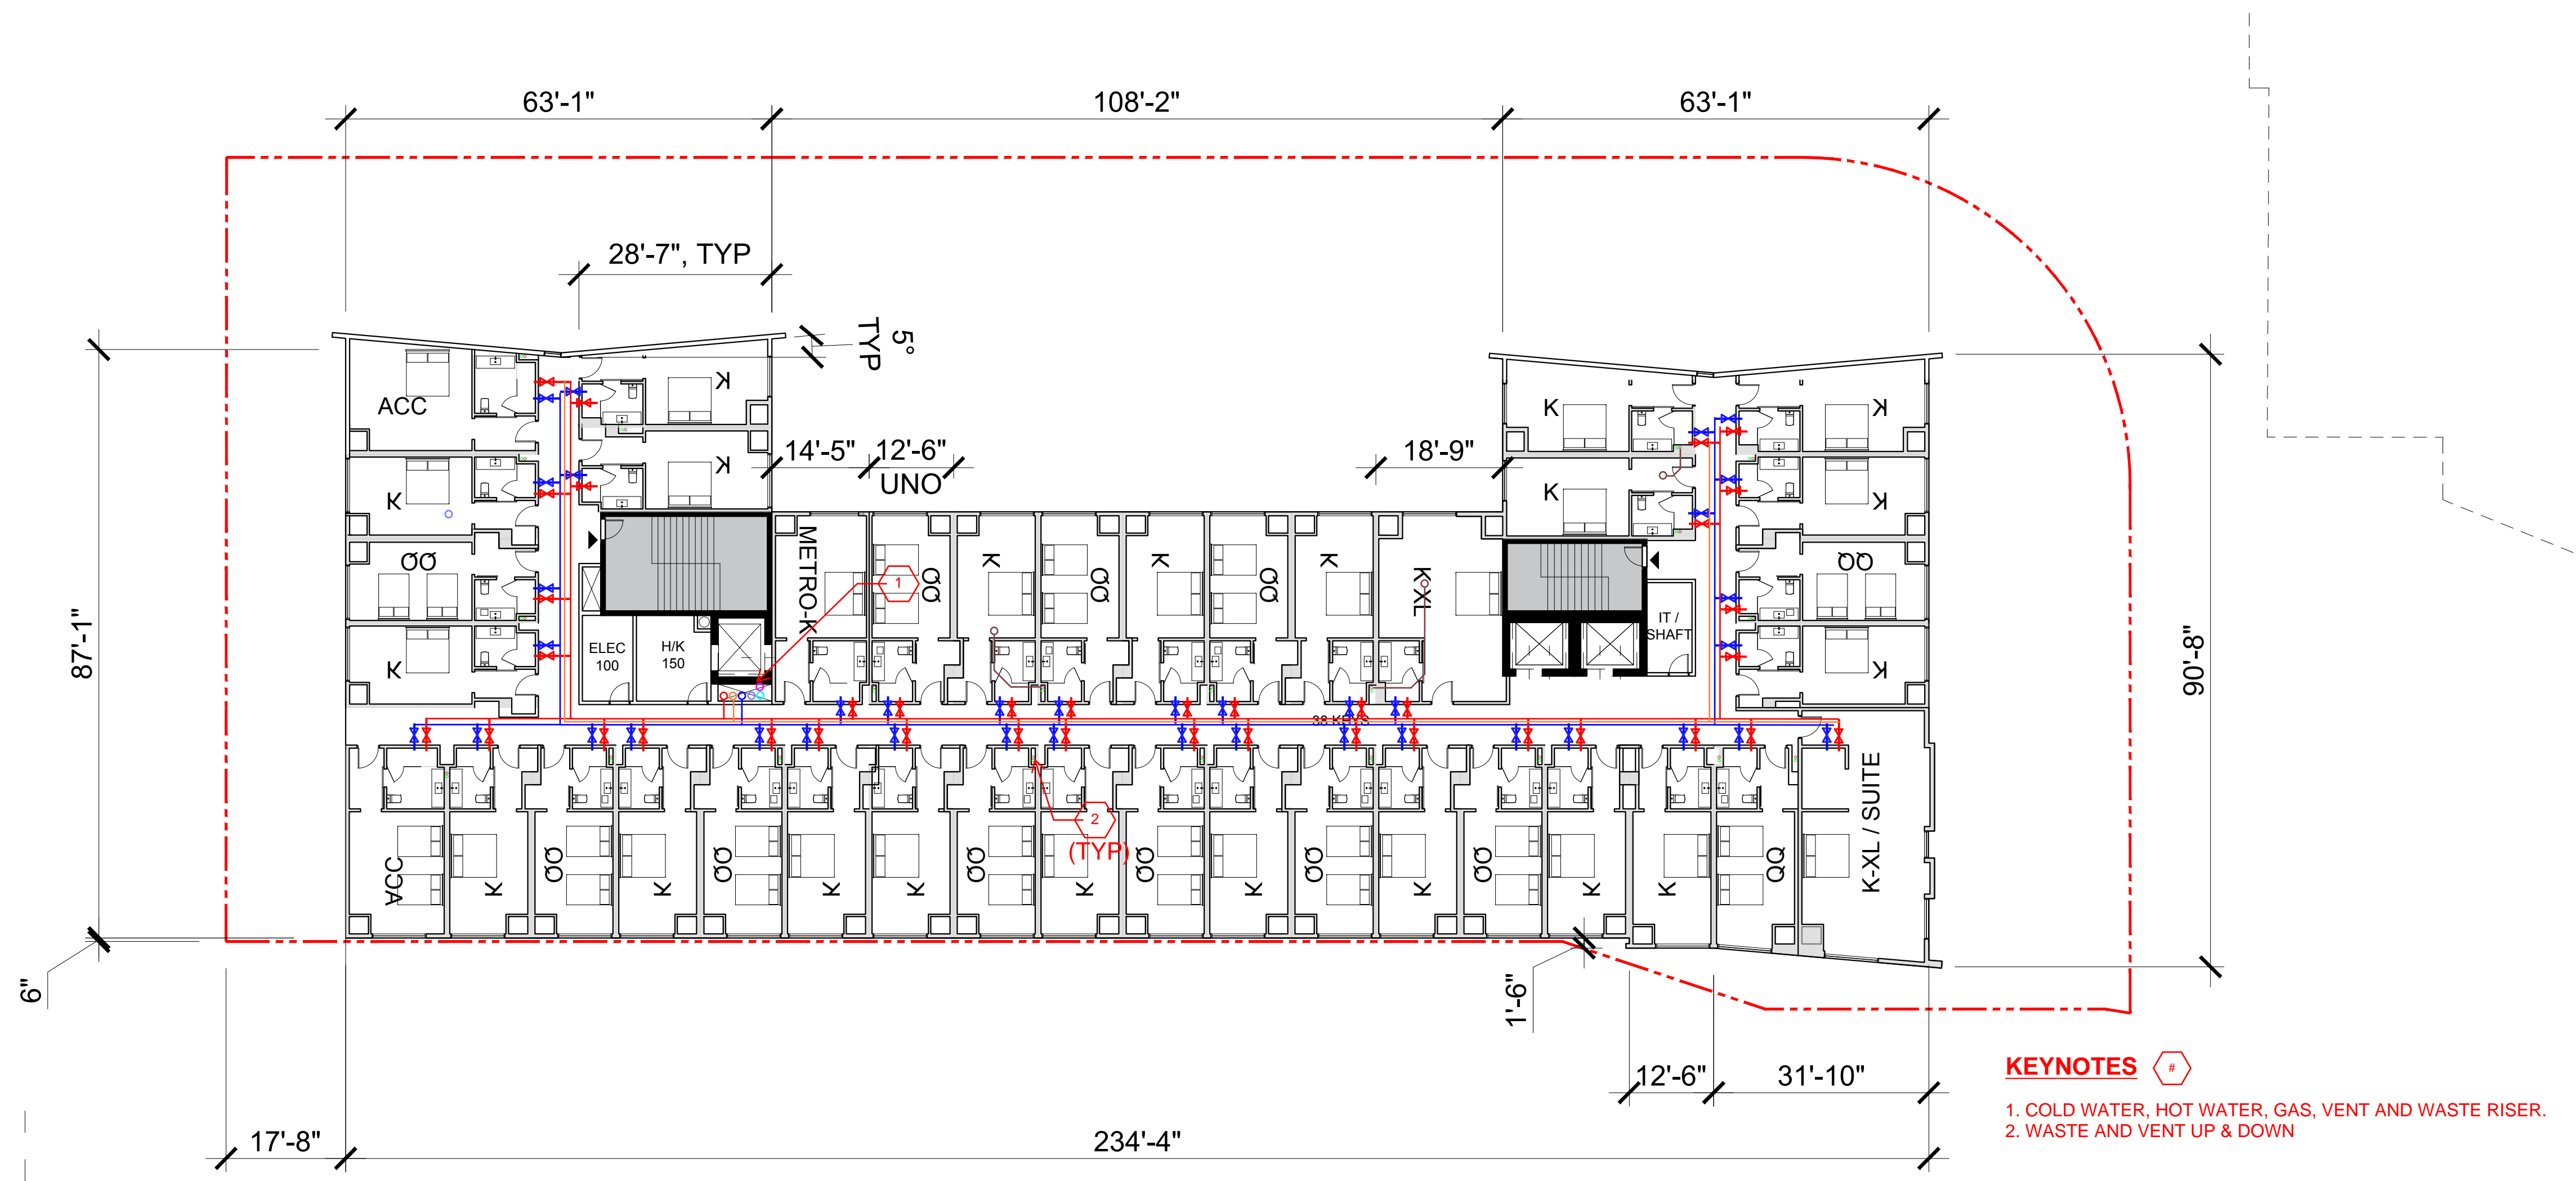 63'-1"
108'-2"
63'-1"
28'-7", TYP
5°
TYP
ACC
K
K
K
K
14'-5"
12'-6"
UNO
18'-9"
K
K
K
K
QQ
QQ
K
K
METRO-K
QQ
K
QQ
K
QQ
K
K-XL
1
ELEC
100
H/K
150
IT /
SHAFT
87'-1"
90'-8"
38 KEYS
ACC
K
QQ
K
QQ
K
K
QQ
K
QQ
K
QQ
K
QQ
K
K
QQ
K-XL / SUITE
2
(TYP)
6"
1'-6"
12'-6"
31'-10"
17'-8"
234'-4"
KEYNOTES #
1. COLD WATER, HOT WATER, GAS, VENT AND WASTE RISER.
2. WASTE AND VENT UP & DOWN